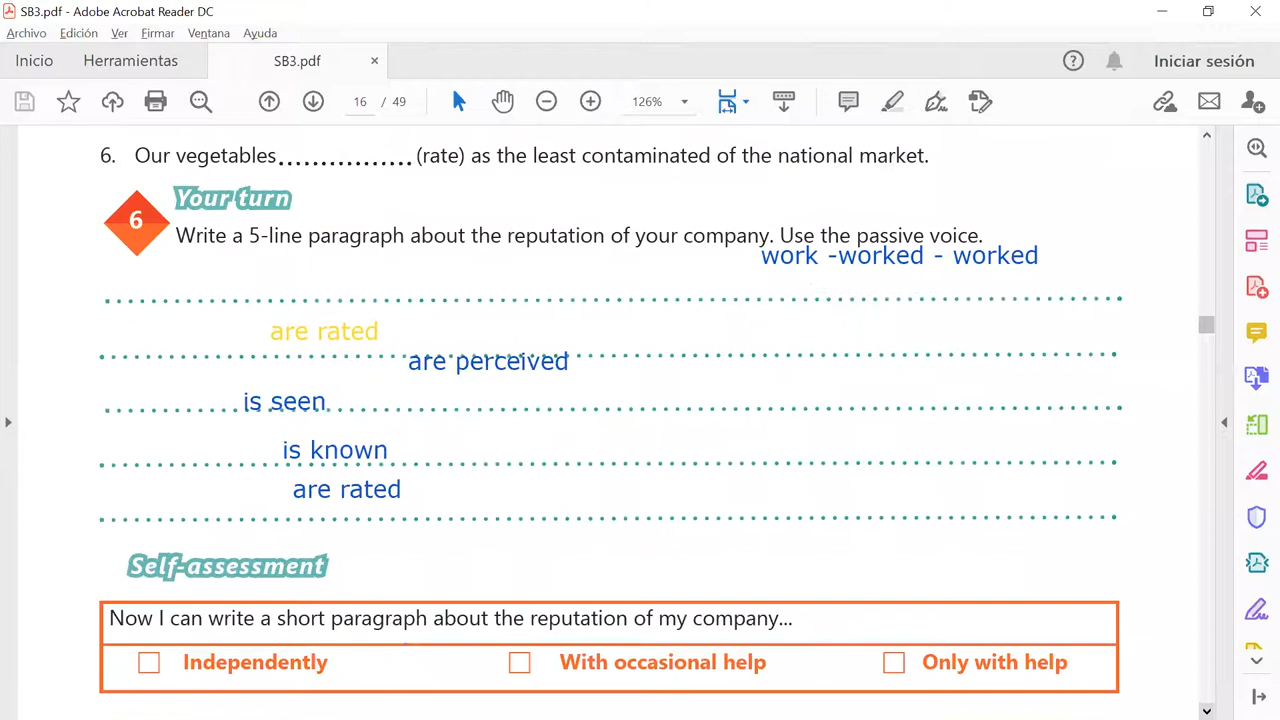 SB3.pdf - Adobe Acrobat Reader DC
Archivo Edición Ver Firmar Ventana Ayuda
Inicio Herramientas SB3.pdf × Iniciar sesión
16 / 49 126%
6. Our vegetables................(rate) as the least contaminated of the national market.
Your turn
6
Write a 5-line paragraph about the reputation of your company. Use the passive voice.
work -worked - worked
are rated
are perceived
is seen
is known
are rated
Self-assessment
Now I can write a short paragraph about the reputation of my company...
Independently With occasional help Only with help